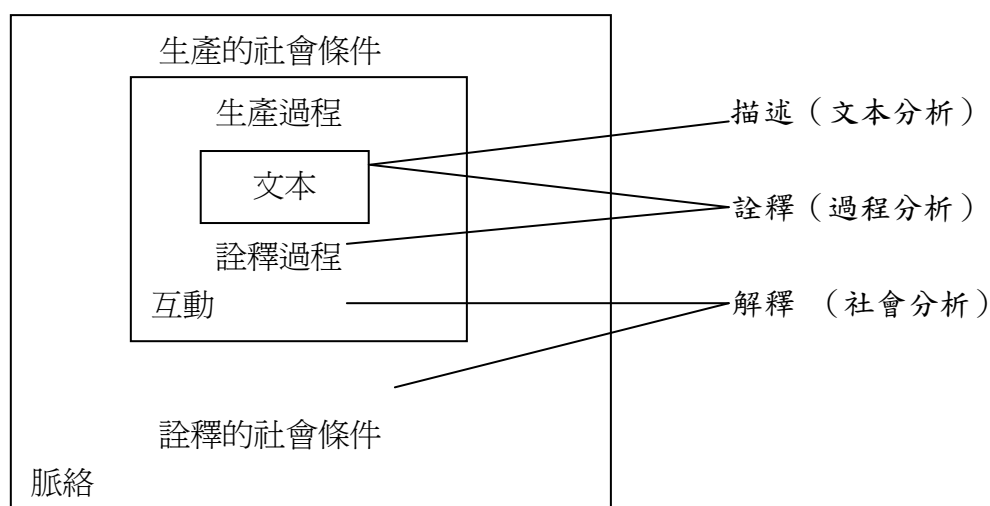 生產的社會條件
生產過程
描述（文本分析）
文本
詮釋（過程分析）
詮釋過程
互動
解釋 （社會分析）
詮釋的社會條件
脈絡